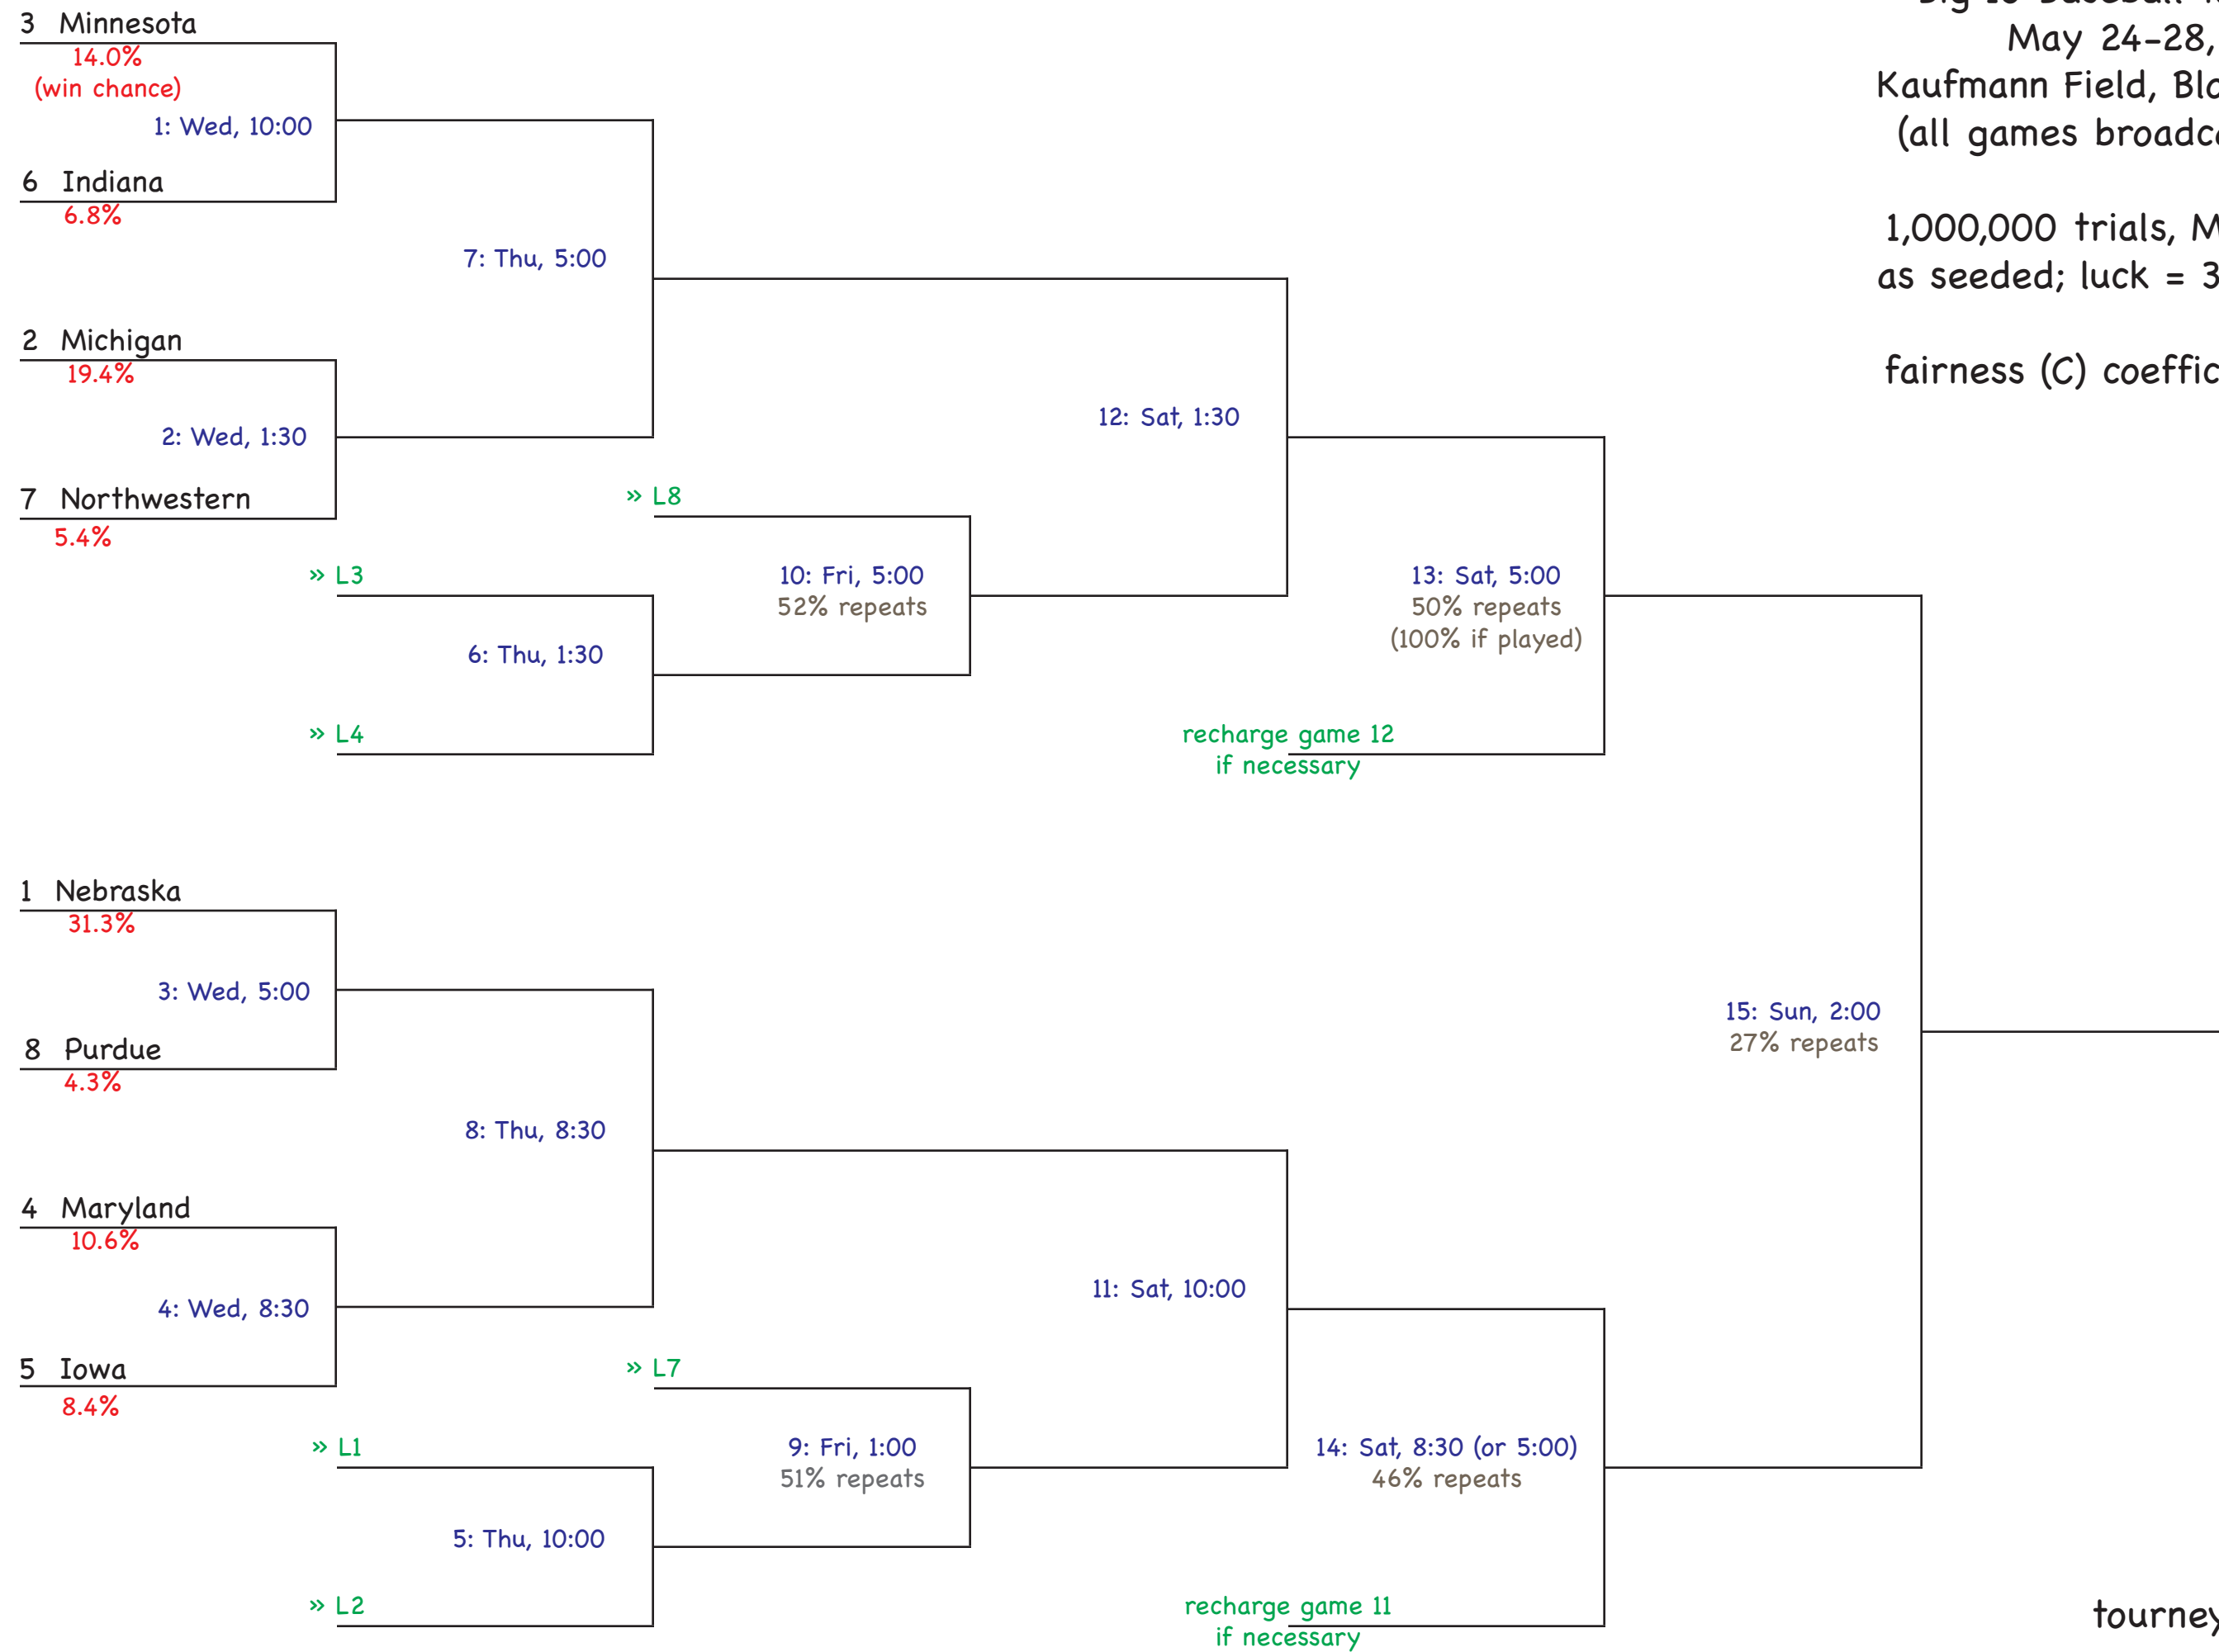 3 Minnesota
14.0%
(win chance)
1: Wed, 10:00
6 Indiana
6.8%
7: Thu, 5:00
2 Michigan
19.4%
2: Wed, 1:30
7 Northwestern
5.4%
12: Sat, 1:30
» L8
» L3
10: Fri, 5:00
52% repeats
6: Thu, 1:30
» L4
13: Sat, 5:00
50% repeats
(100% if played)
recharge game 12
if necessary
1 Nebraska
31.3%
3: Wed, 5:00
8 Purdue
4.3%
8: Thu, 8:30
4 Maryland
10.6%
4: Wed, 8:30
5 Iowa
8.4%
11: Sat, 10:00
» L7
» L1
9: Fri, 1:00
51% repeats
5: Thu, 10:00
» L2
14: Sat, 8:30 (or 5:00)
46% repeats
recharge game 11
if necessary
15: Sun, 2:00
27% repeats
Baseball
May 24-28,
Kaufmann Field,
(all games
1,000,000 trials,
as seeded; luck = 3
fairness (C)
tourney